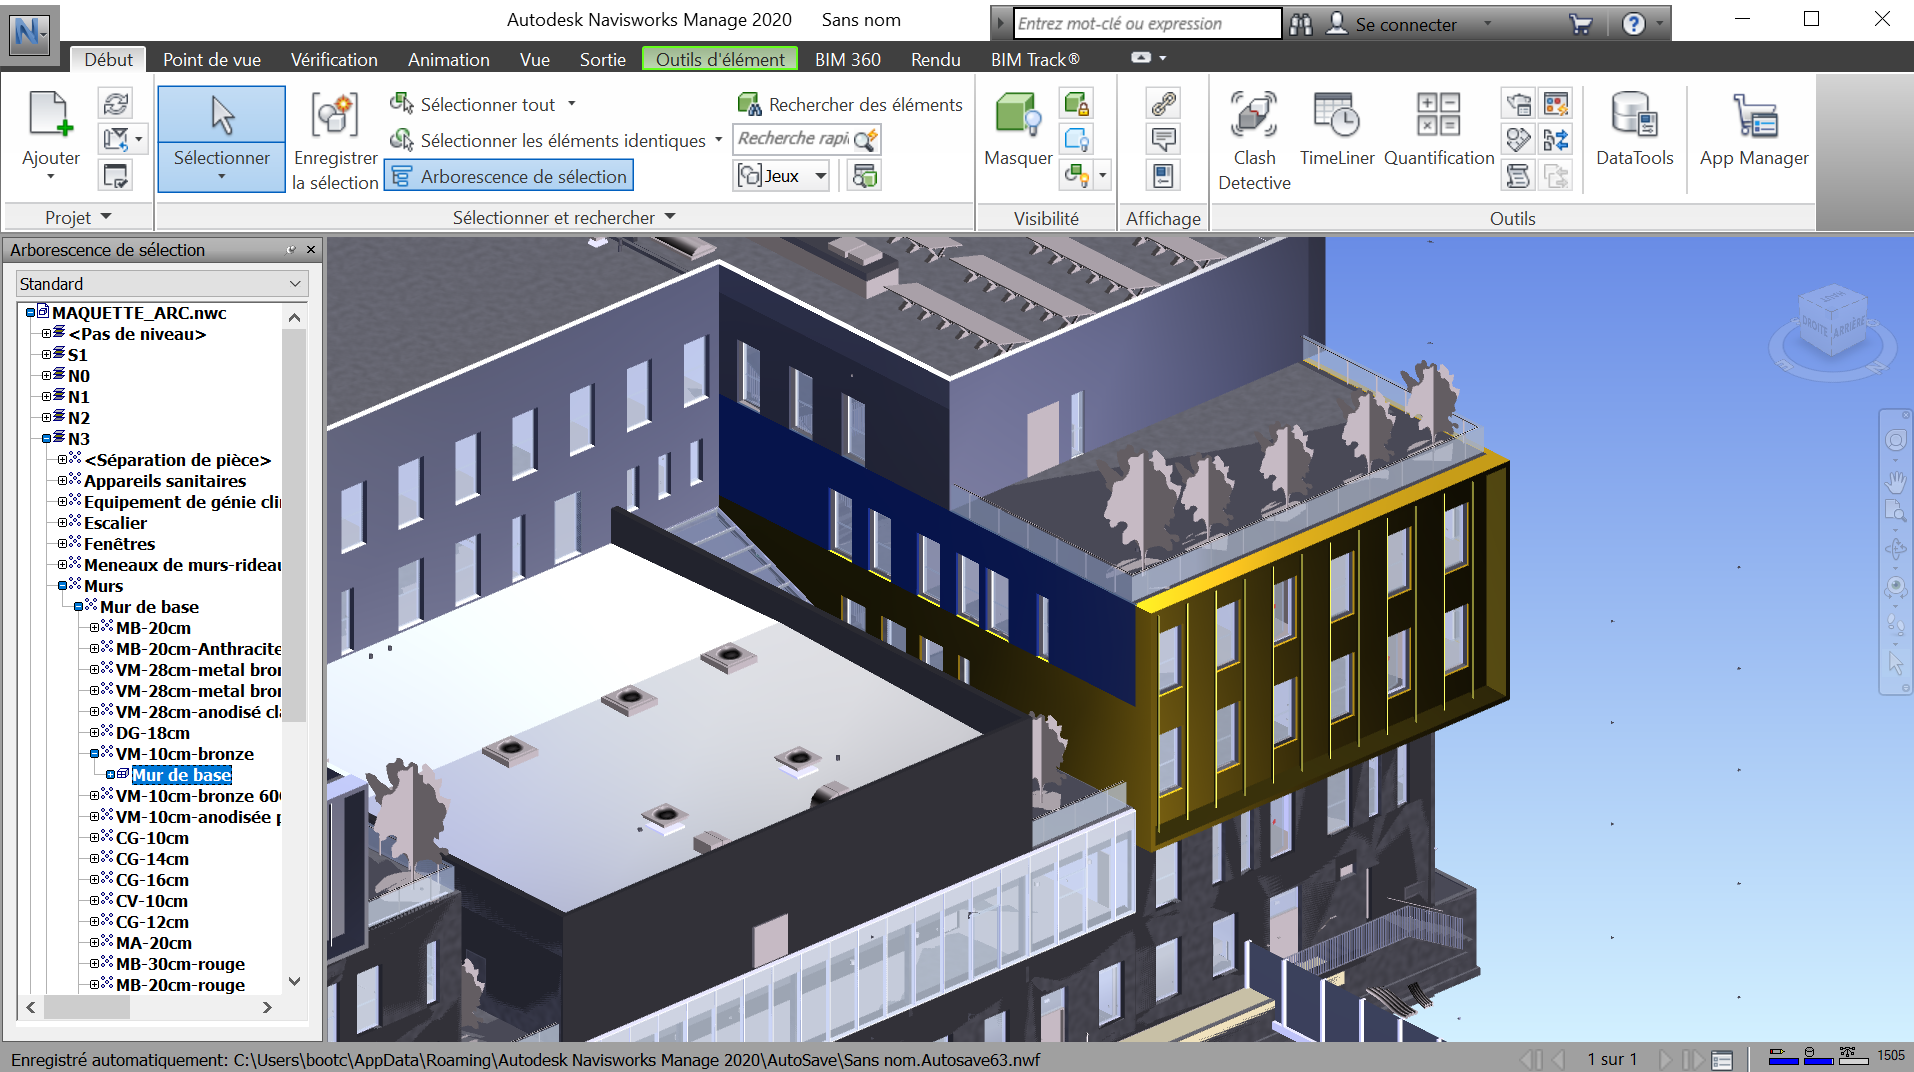 Autodesk Navisworks Manage 2020 Sans nom
Entrez mot-clé ou expression
Se connecter
Début Point de vue Vérification Animation Vue Sortie Outils d'élément BIM 360 Rendu BIM Track®
Ajouter
Projet
Sélectionner
Enregistrer
la sélection
Sélectionner tout
Sélectionner les éléments identiques
Arborescence de sélection
Rechercher des éléments
Recherche rapi
Jeux
Sélectionner et rechercher
Masquer
Visibilité
Affichage
Clash
Detective
TimeLiner
Quantification
DataTools
App Manager
Outils
Arborescence de sélection
Standard
MAQUETTE_ARC.nwc
<Pas de niveau>
S1
N0
N1
N2
N3
<Séparation de pièce>
Appareils sanitaires
Equipement de génie cli
Escalier
Fenêtres
Meneaux de murs-rideau
Murs
Mur de base
MB-20cm
MB-20cm-Anthracite
VM-28cm-metal bron
VM-28cm-metal bron
VM-28cm-anodisé cla
DG-18cm
VM-10cm-bronze
Mur de base
VM-10cm-bronze 60
VM-10cm-anodisée p
CG-10cm
CG-14cm
CG-16cm
CV-10cm
CG-12cm
MA-20cm
MB-30cm-rouge
MB-20cm-rouge
DROITE ARRIÈRE
Enregistré automatiquement: C:\Users\bootc\AppData\Roaming\Autodesk Navisworks Manage 2020\AutoSave\Sans nom.Autosave63.nwf
1 sur 1
1505